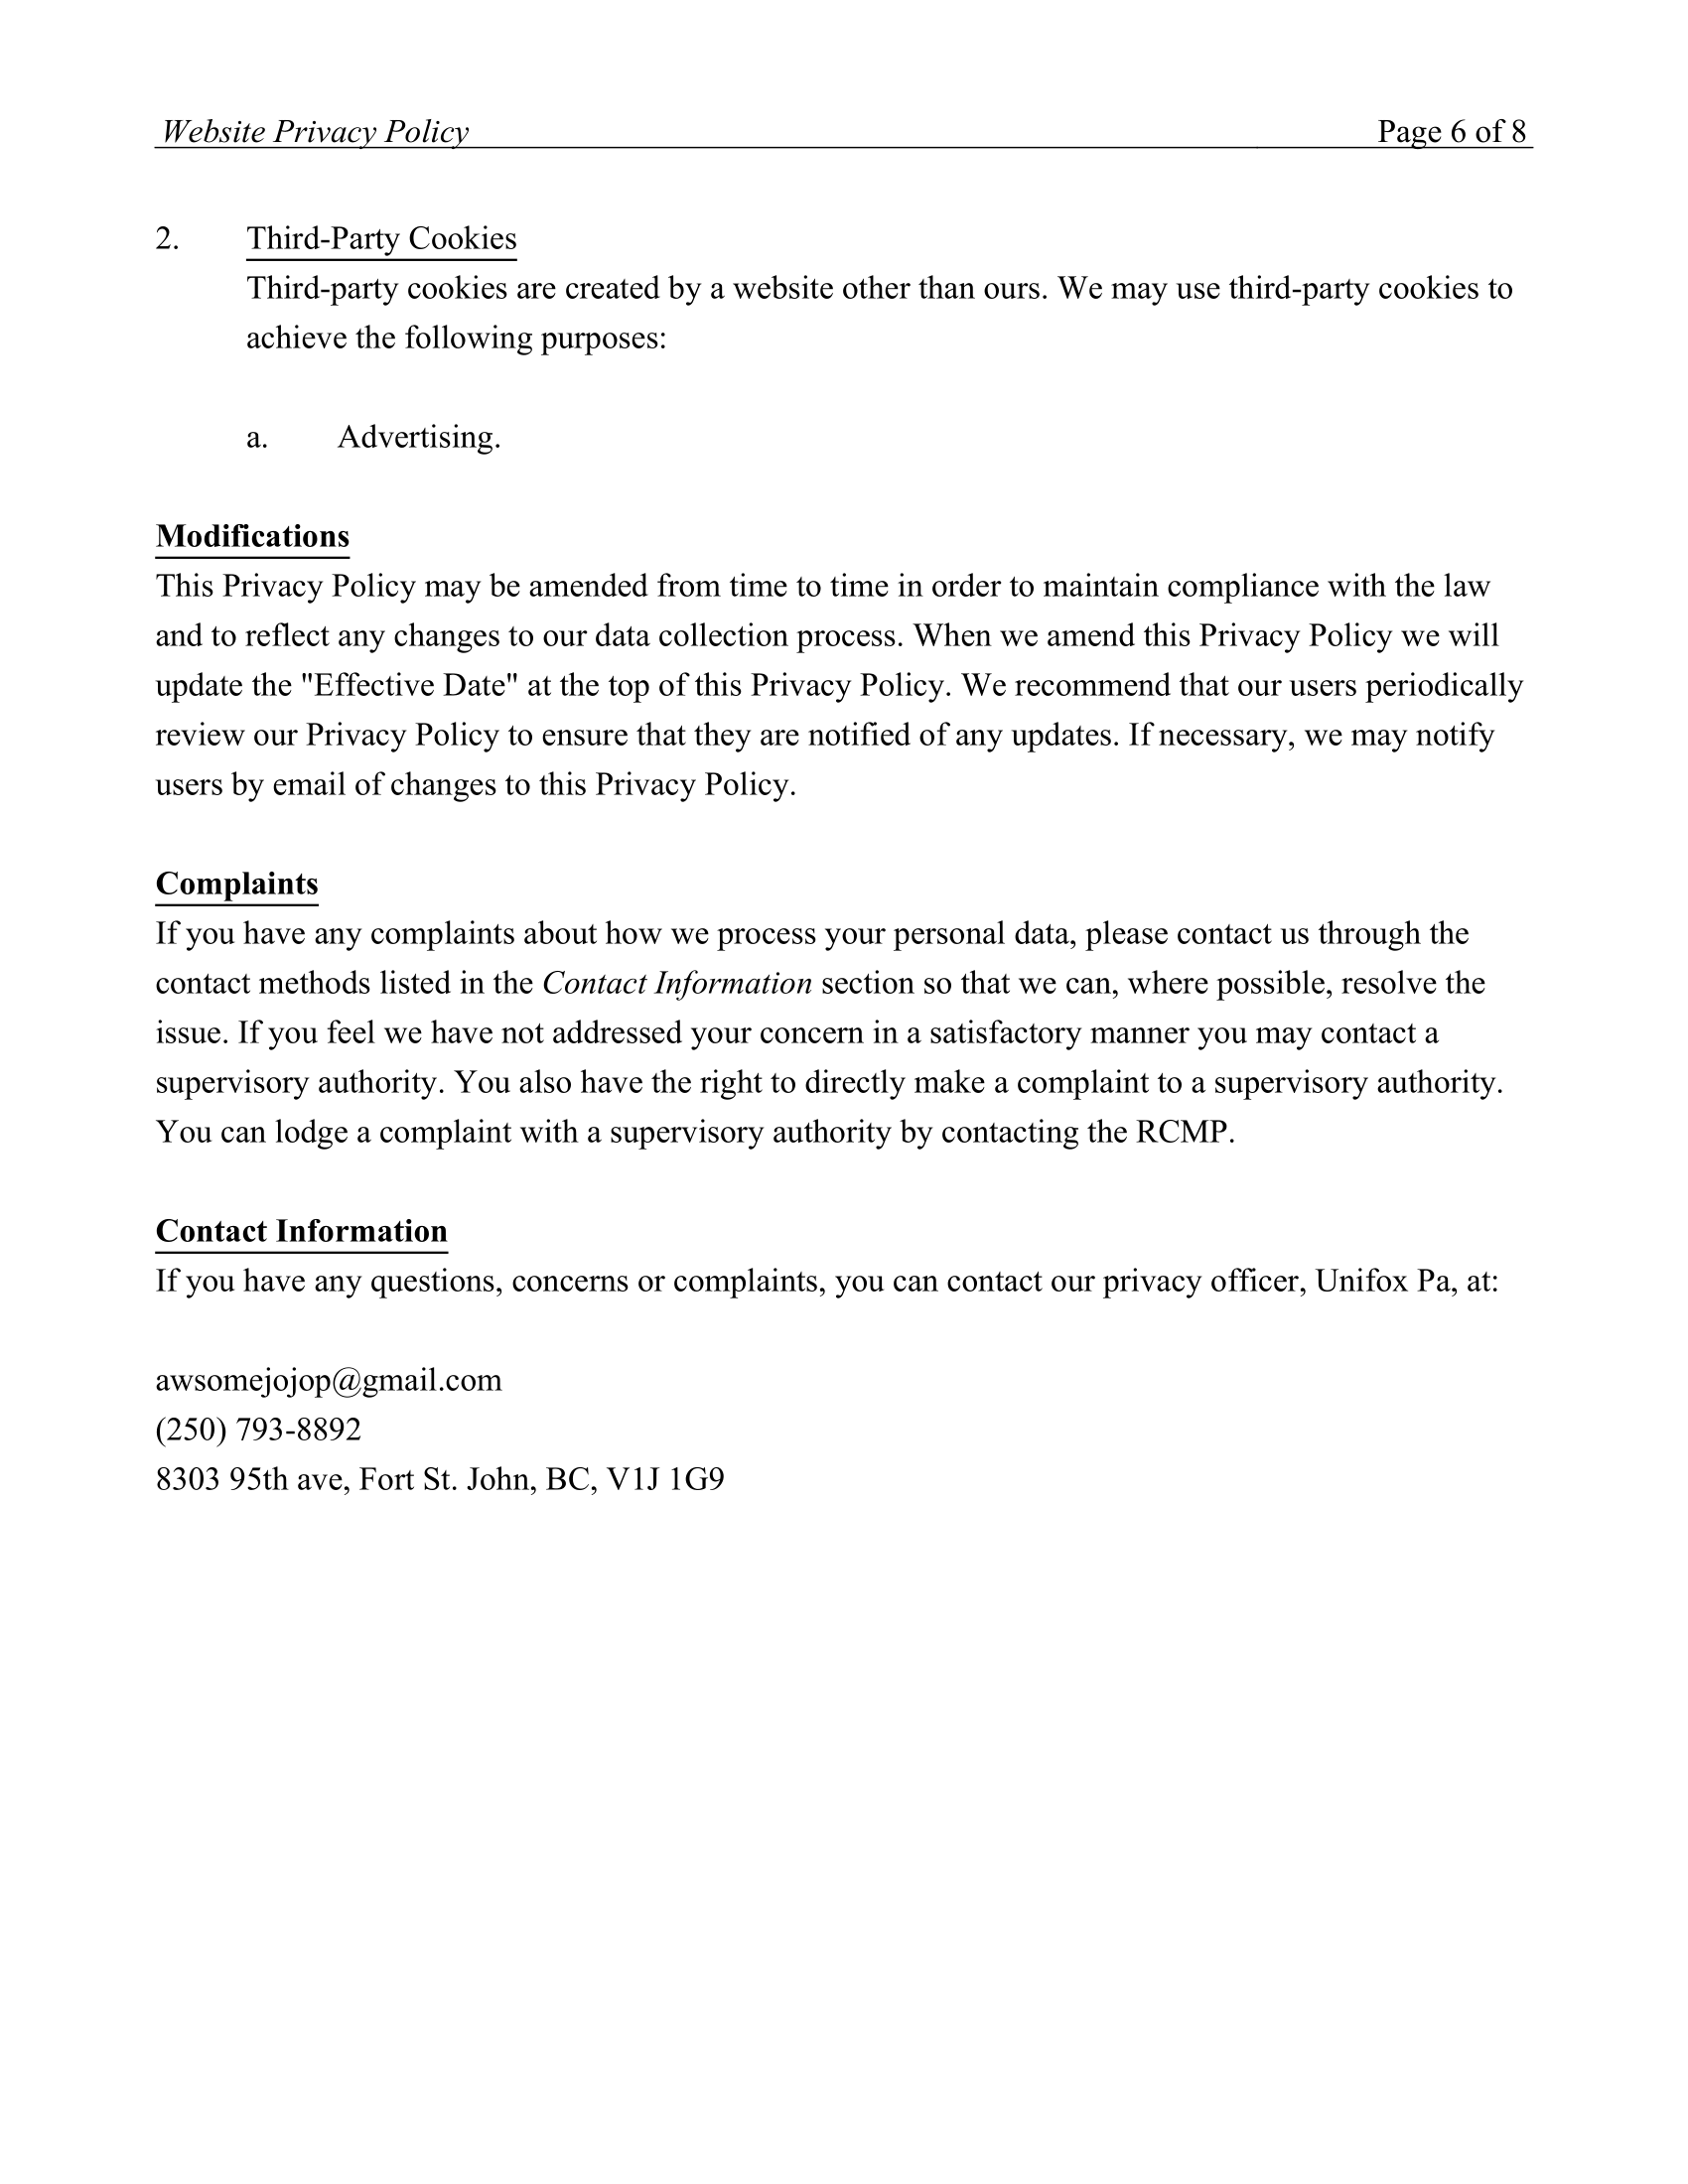 Website Privacy Policy Page 6 of 8
2. Third-Party Cookies
Third-party cookies are created by a website other than ours. We may use third-party cookies to
achieve the following purposes:
a. Advertising.
Modifications
This Privacy Policy may be amended from time to time in order to maintain compliance with the law
and to reflect any changes to our data collection process. When we amend this Privacy Policy we will
update the "Effective Date" at the top of this Privacy Policy. We recommend that our users periodically
review our Privacy Policy to ensure that they are notified of any updates. If necessary, we may notify
users by email of changes to this Privacy Policy.
Complaints
If you have any complaints about how we process your personal data, please contact us through the
contact methods listed in the Contact Information section so that we can, where possible, resolve the
issue. If you feel we have not addressed your concern in a satisfactory manner you may contact a
supervisory authority. You also have the right to directly make a complaint to a supervisory authority.
You can lodge a complaint with a supervisory authority by contacting the RCMP.
Contact Information
If you have any questions, concerns or complaints, you can contact our privacy officer, Unifox Pa, at:
awsomejojop@gmail.com
(250) 793-8892
8303 95th ave, Fort St. John, BC, V1J 1G9